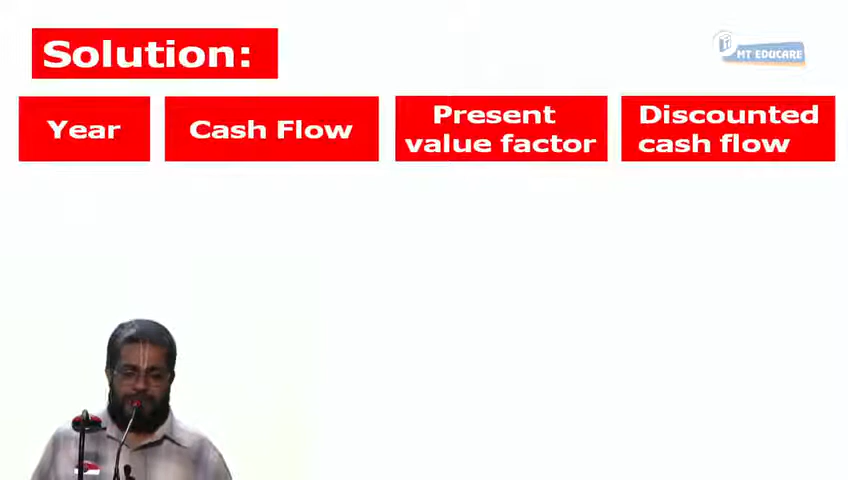 Solution:
MT EDUCARE
Year
Cash Flow
Present
value factor
Discounted
cash flow